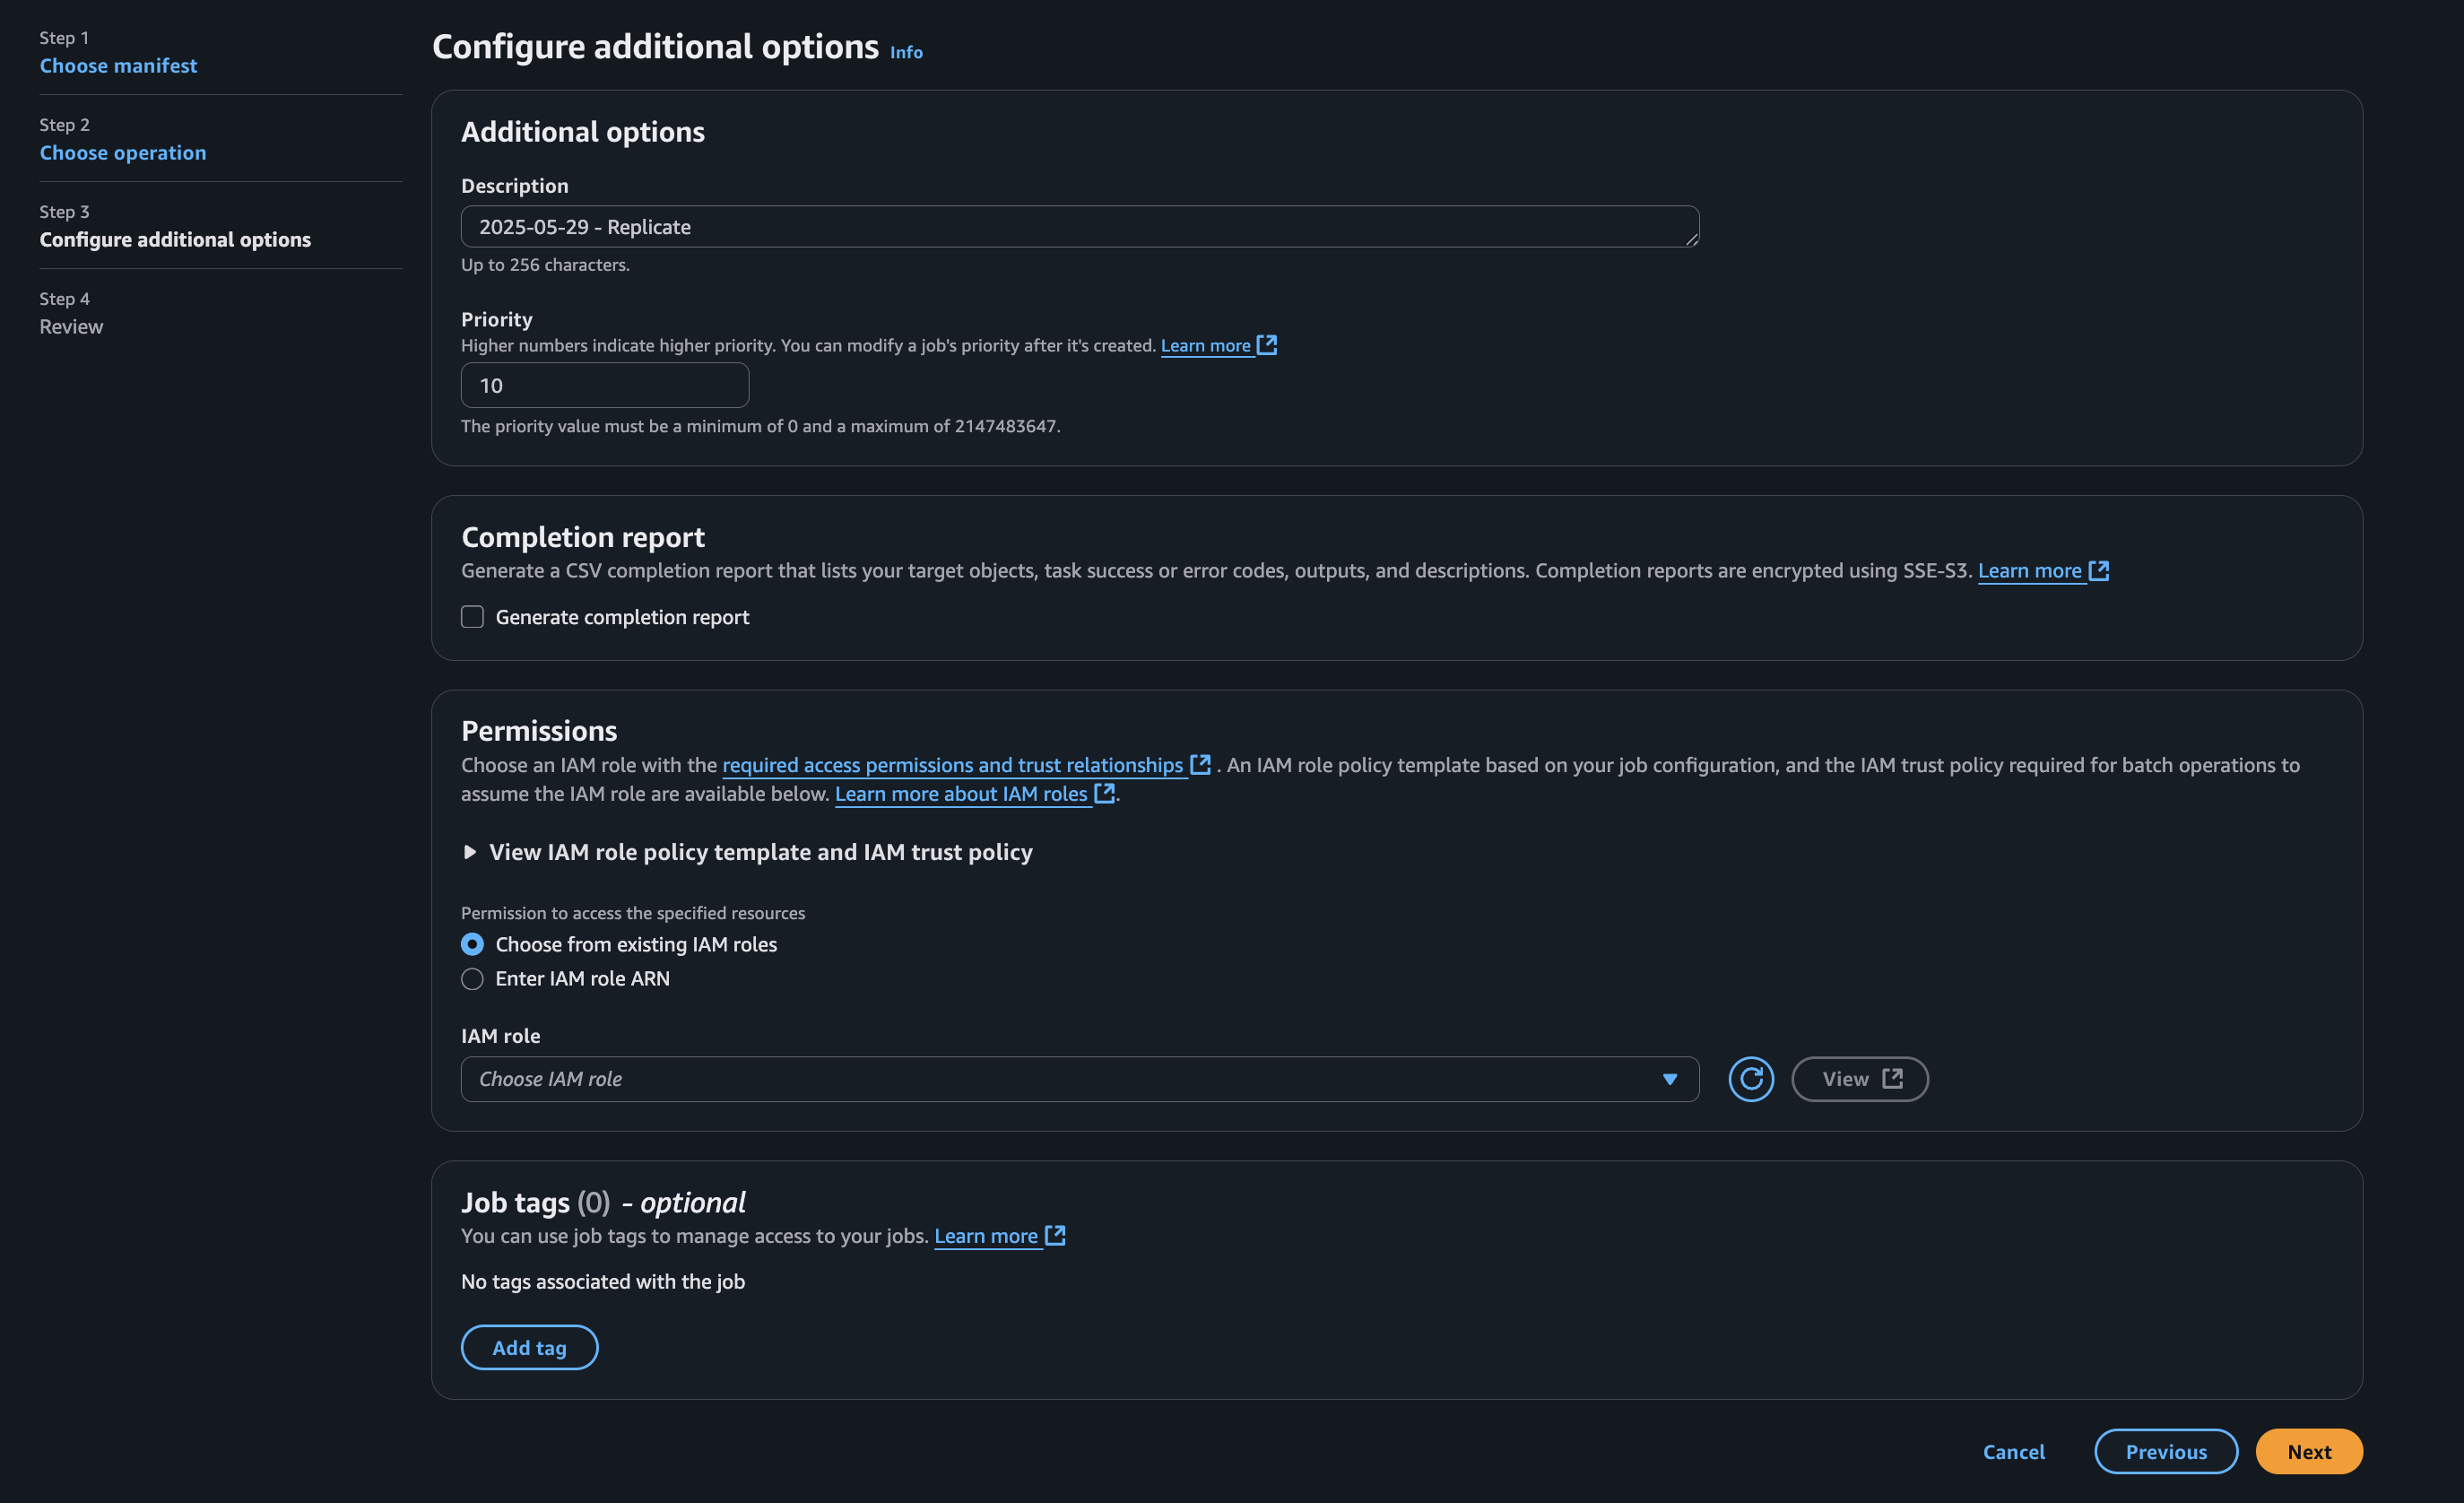 Step 1
Choose manifest
Step 2
Choose operation
Step 3
Configure additional options
Step 4
Review
Configure additional options Info
Additional options
Description
2025-05-29 - Replicate
Up to 256 characters.
Priority
Higher numbers indicate higher priority. You can modify a job's priority after it's created. Learn more
10
The priority value must be a minimum of 0 and a maximum of 2147483647.
Completion report
Generate a CSV completion report that lists your target objects, task success or error codes, outputs, and descriptions. Completion reports are encrypted using SSE-S3. Learn more
Generate completion report
Permissions
Choose an IAM role with the required access permissions and trust relationships . An IAM role policy template based on your job configuration, and the IAM trust policy required for batch operations to
assume the IAM role are available below. Learn more about IAM roles .
View IAM role policy template and IAM trust policy
Permission to access the specified resources
Choose from existing IAM roles
Enter IAM role ARN
IAM role
Choose IAM role
View
Job tags (0) - optional
You can use job tags to manage access to your jobs. Learn more
No tags associated with the job
Add tag
Cancel
Previous
Next